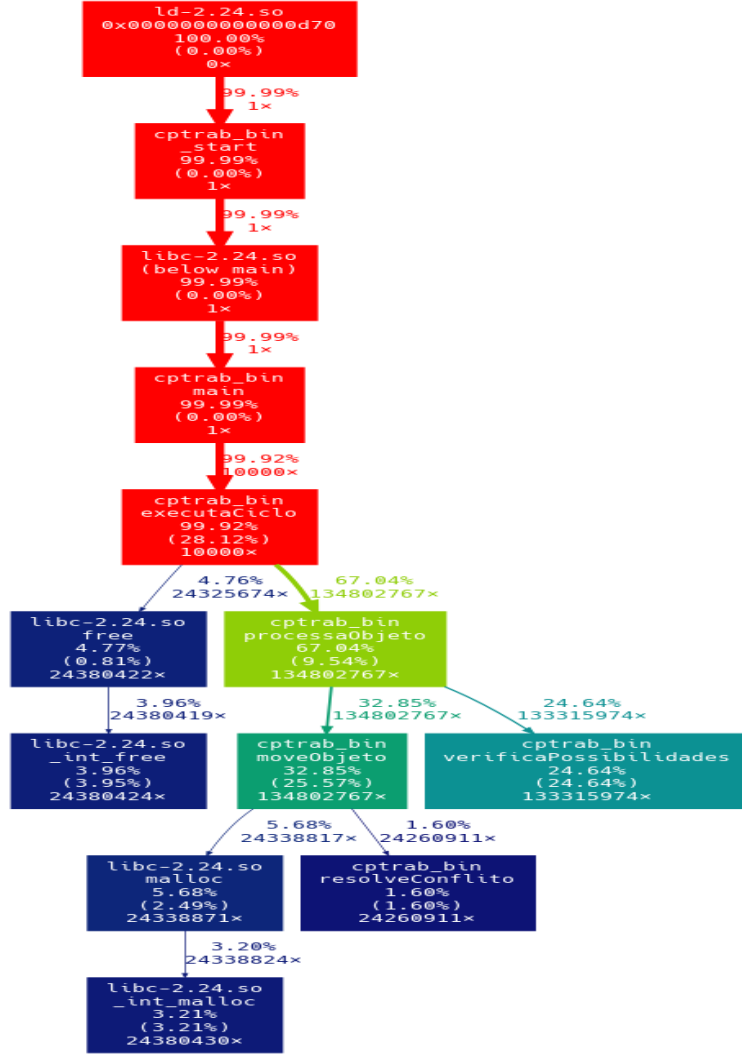 ld-2.24.so
0x0000000000000d70
100.00%
(0.00%)
0×
99.99%
1×
cptrab_bin
_start
99.99%
(0.00%)
1×
99.99%
1×
libc-2.24.so
(below main)
99.99%
(0.00%)
1×
99.99%
1×
cptrab_bin
main
99.99%
(0.00%)
1×
99.92%
10000×
cptrab_bin
executaCiclo
99.92%
(28.12%)
10000×
4.76%
24325674×
67.04%
134802767×
libc-2.24.so
free
4.77%
(0.81%)
24380422×
cptrab_bin
processaObjeto
67.04%
(9.54%)
134802767×
3.96%
24380419×
32.85%
134802767×
24.64%
133315974×
libc-2.24.so
_int_free
3.96%
(3.95%)
24380424×
cptrab_bin
moveObjeto
32.85%
(25.57%)
134802767×
cptrab_bin
verificaPossibilidades
24.64%
(24.64%)
133315974×
5.68%
24338817×
1.60%
24260911×
libc-2.24.so
malloc
5.68%
(2.49%)
24338871×
cptrab_bin
resolveConflito
1.60%
(1.60%)
24260911×
3.20%
24338824×
libc-2.24.so
_int_malloc
3.21%
(3.21%)
24380430×